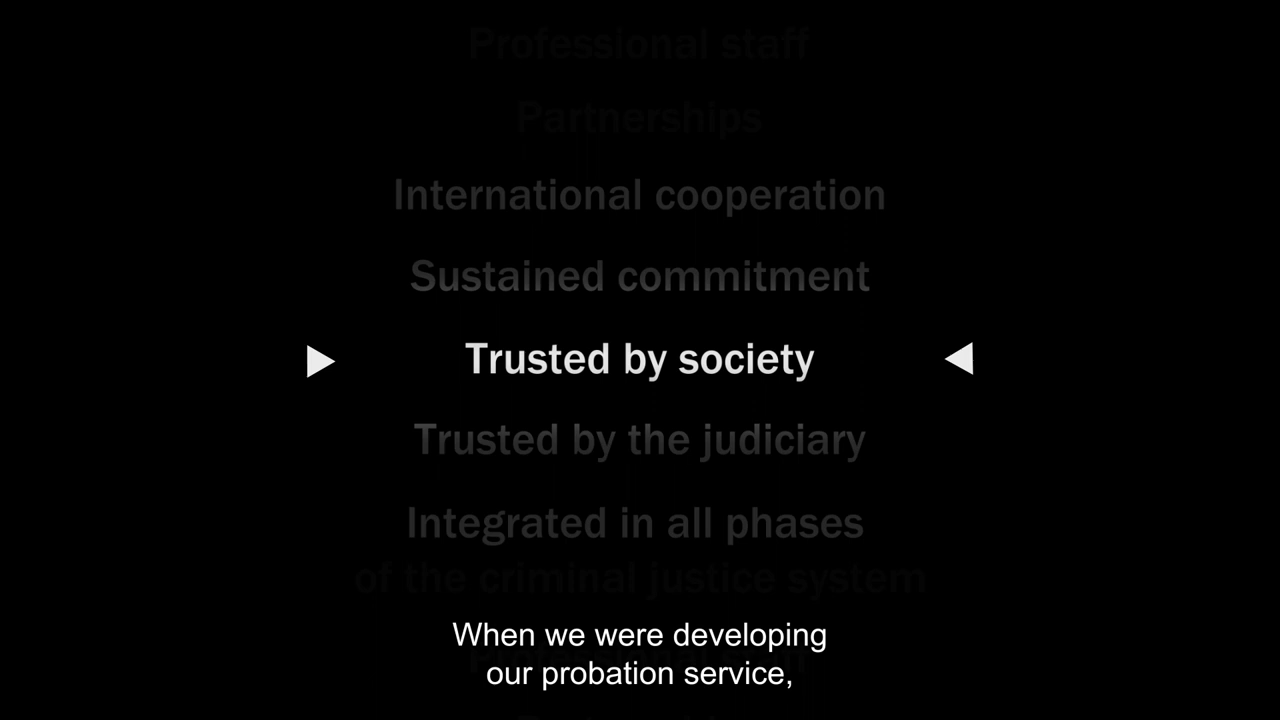 Professional staff
Partnerships
International cooperation
Sustained commitment
Trusted by society
Trusted by the judiciary
Integrated in all phases
of the criminal justice system
When we were developing
our probation service,